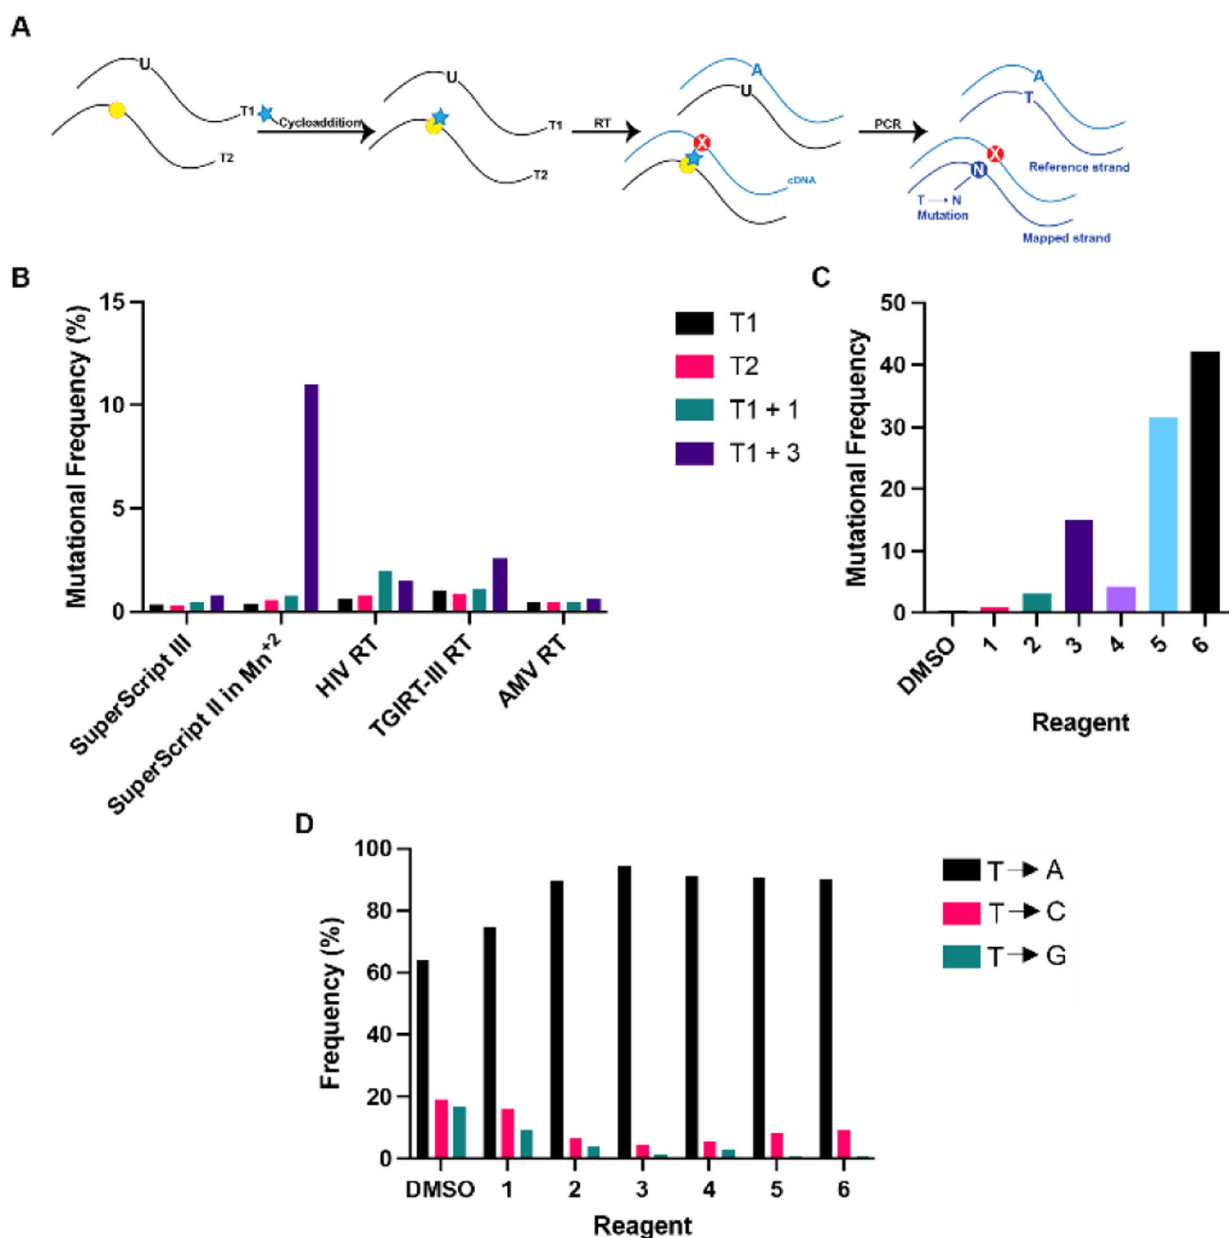 A
U
T1
Cycloaddition
T2
U
T1
T2
RT
A
U
X
cDNA
PCR
A
T
Reference strand
X
N
T → N
Mutation
Mapped strand
B
Mutational Frequency (%)
15
10
5
0
SuperScript III
SuperScript II in Mn+2
HIV RT
TGIRT-III RT
AMV RT
T1
T2
T1 + 1
T1 + 3
C
Mutational Frequency
50
40
30
20
10
0
DMSO
1
2
3
4
5
6
Reagent
D
Frequency (%)
100
80
60
40
20
0
DMSO 1 2 3 4 5 6
Reagent
T → A
T → C
T → G